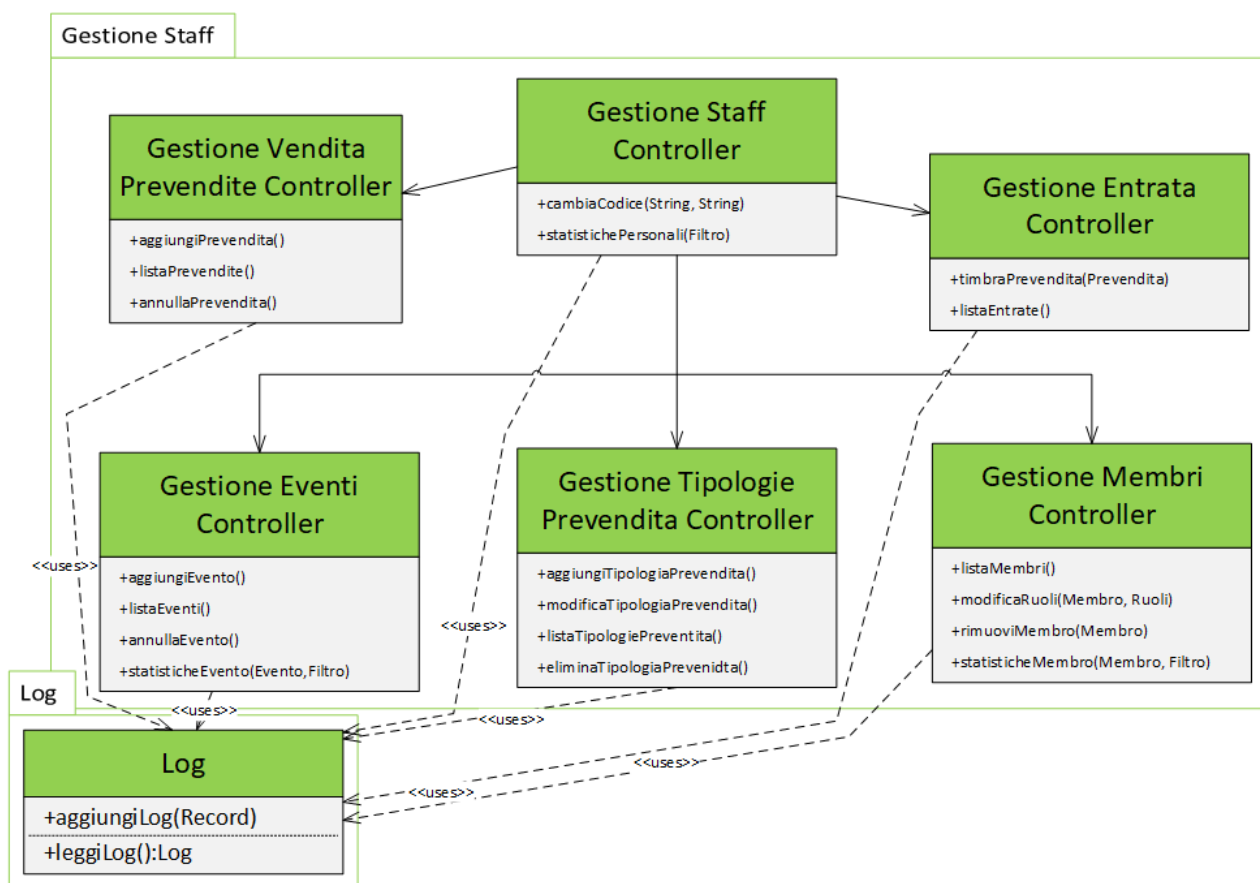 Gestione Staff
Gestione Vendita
Prevendite Controller
+aggiungiPrevendita()
+listaPrevendite()
+annullaPrevendita()
Gestione Staff
Controller
+cambiaCodice(String, String)
+statistichePersonali(Filtro)
Gestione Entrata
Controller
+timbraPrevendita(Prevendita)
+listaEntrate()
Gestione Eventi
Controller
+aggiungiEvento()
+listaEventi()
+annullaEvento()
+statisticheEvento(Evento,Filtro)
Gestione Tipologie
Prevendita Controller
+aggiungiTipologiaPrevendita()
+modificaTipologiaPrevendita()
+listaTipologiePreventita()
+eliminaTipologiaPrevenidta()
Gestione Membri
Controller
+listaMembri()
+modificaRuoli(Membro, Ruoli)
+rimuoviMembro(Membro)
+statisticheMembro(Membro, Filtro)
<<uses>>
<<uses>>
<<uses>>
<<uses>>
<<uses>>
<<uses>>
Log
Log
+aggiungiLog(Record)
+leggiLog():Log